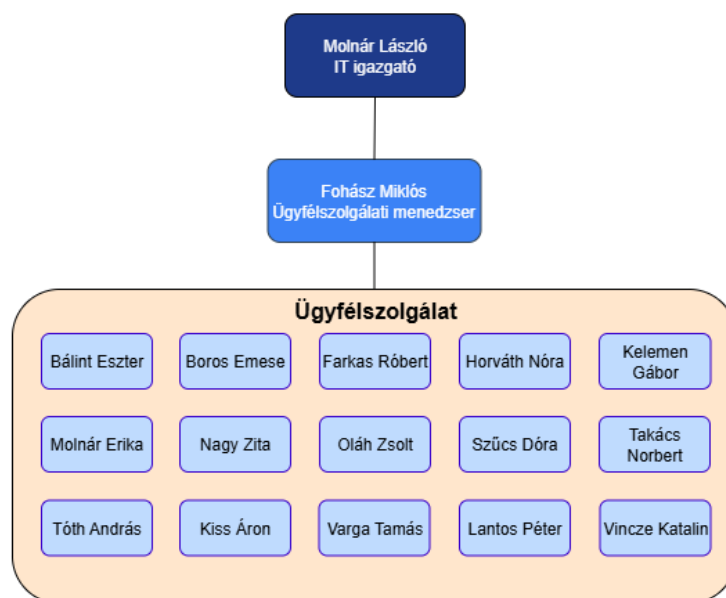 Molnár László
IT igazgató
Fohász Miklós
Ügyfélszolgálati menedzser
Ügyfélszolgálat
Bálint Eszter
Boros Emese
Farkas Róbert
Horváth Nóra
Kelemen
Gábor
Molnár Erika
Nagy Zita
Oláh Zsolt
Szűcs Dóra
Takács
Norbert
Tóth András
Kiss Áron
Varga Tamás
Lantos Péter
Vincze Katalin